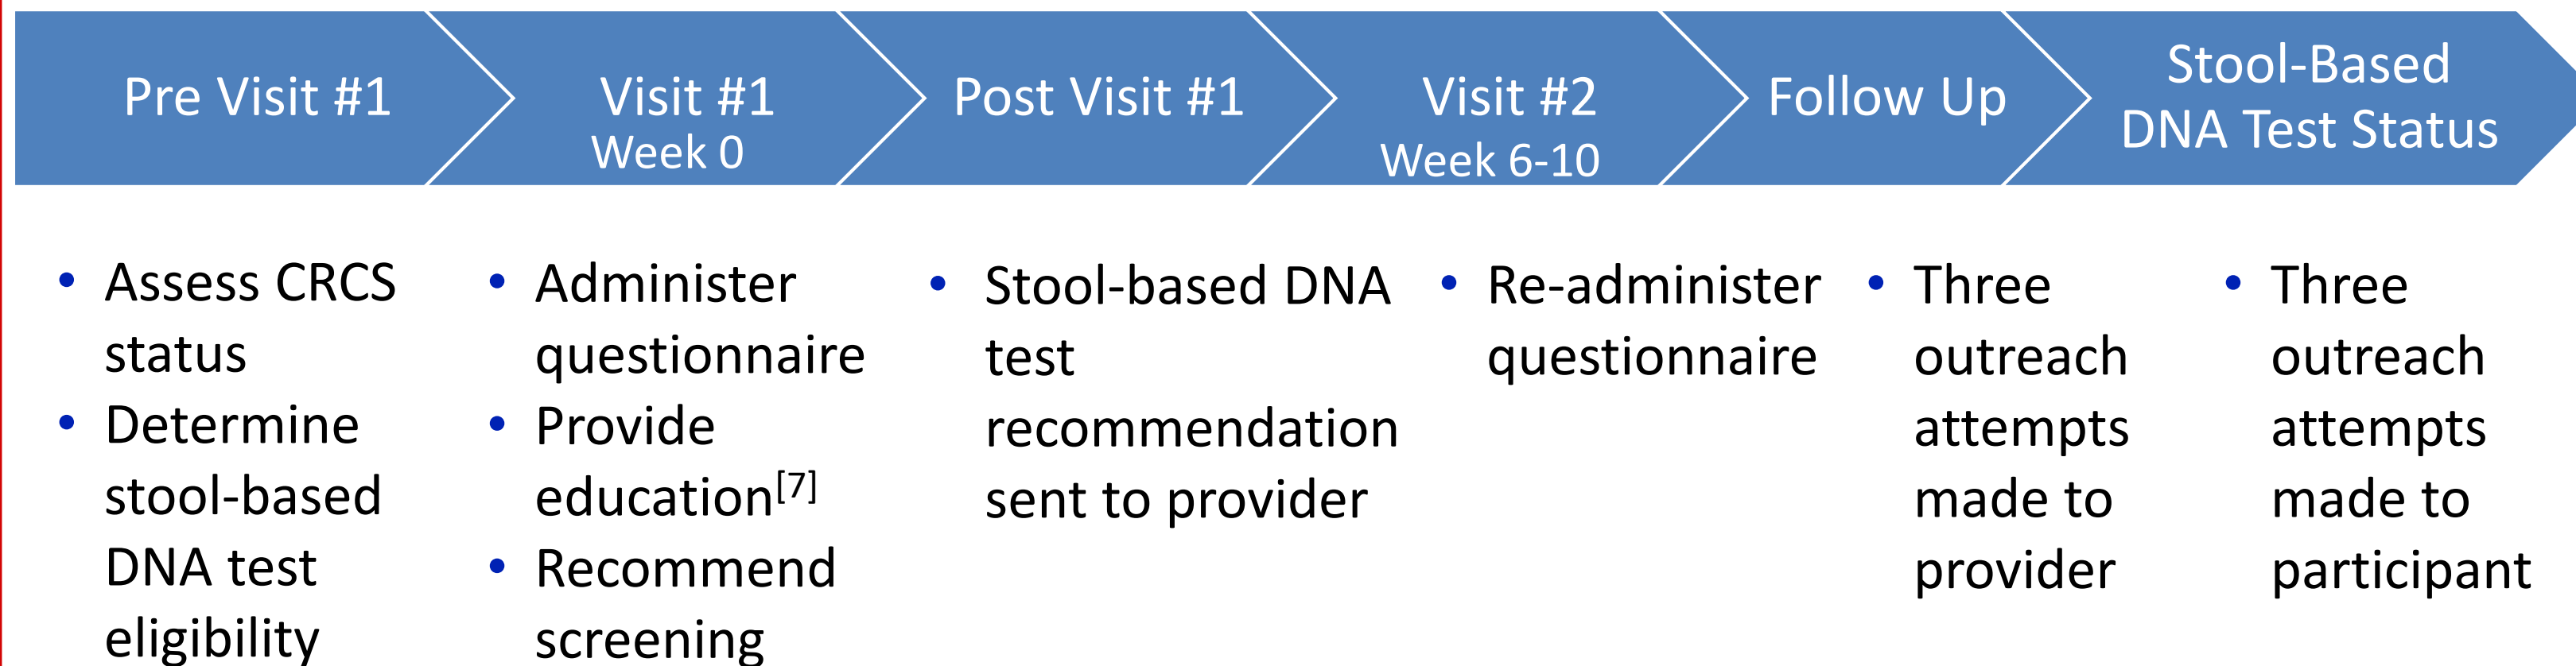 Pre Visit #1
Visit #1
Week 0
Post Visit #1
Visit #2
Week 6-10
Follow Up
Stool-Based
DNA Test Status
• Assess CRCS
status
• Determine
stool-based
DNA test
eligibility
• Administer
questionnaire
• Provide
education[7]
• Recommend
screening
• Stool-based DNA
test
recommendation
sent to provider
• Re-administer
questionnaire
• Three
outreach
attempts
made to
provider
• Three
outreach
attempts
made to
participant